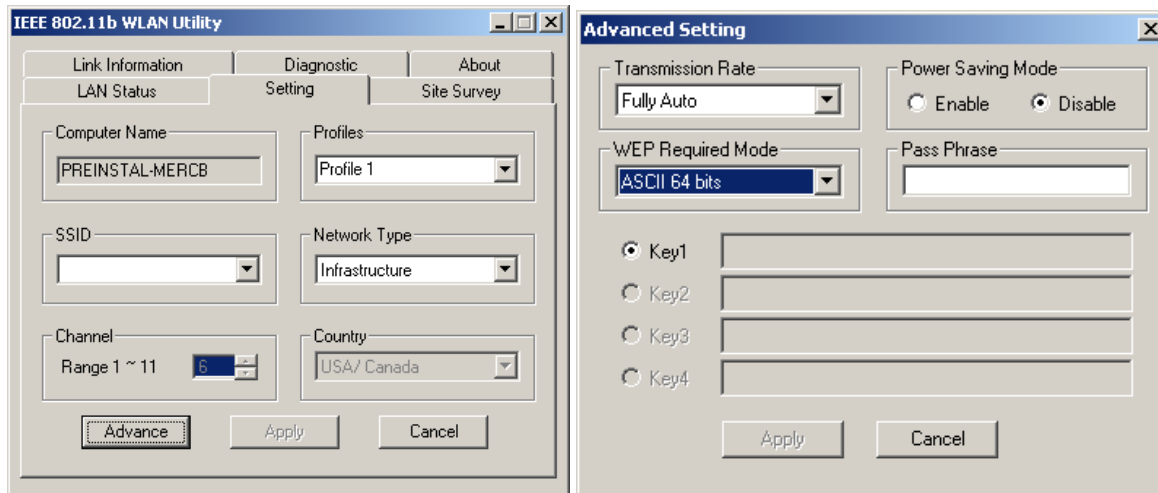 IEEE 802.11b WLAN Utility
Link Information Diagnostic About
LAN Status Setting Site Survey
Computer Name Profiles
PREINSTAL-MERCB Profile 1
SSID Network Type
Infrastructure
Channel Country
Range 1 ~ 11 6 USA/ Canada
Advance Apply Cancel
Advanced Setting
Transmission Rate Power Saving Mode
Fully Auto Enable Disable
WEP Required Mode Pass Phrase
ASCII 64 bits
Key1
Key2
Key3
Key4
Apply Cancel